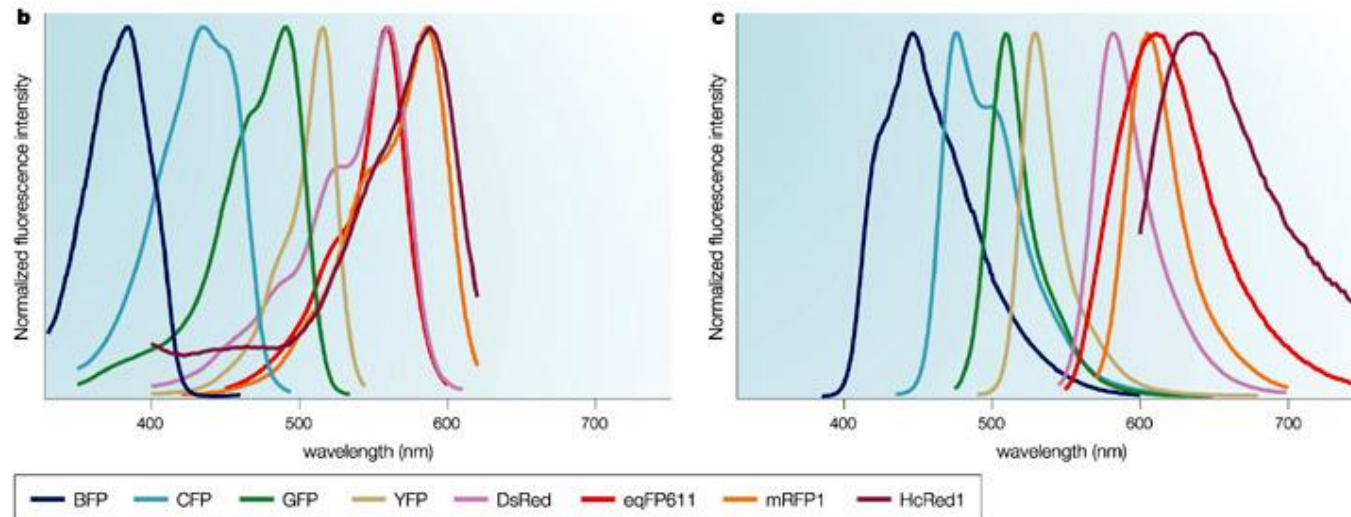 b
Normalized fluorescence intensity
400 500 600 700
wavelength (nm)
c
Normalized fluorescence intensity
400 500 600 700
wavelength (nm)
BFP CFP GFP YFP DsRed eqFP611 mRFP1 HcRed1